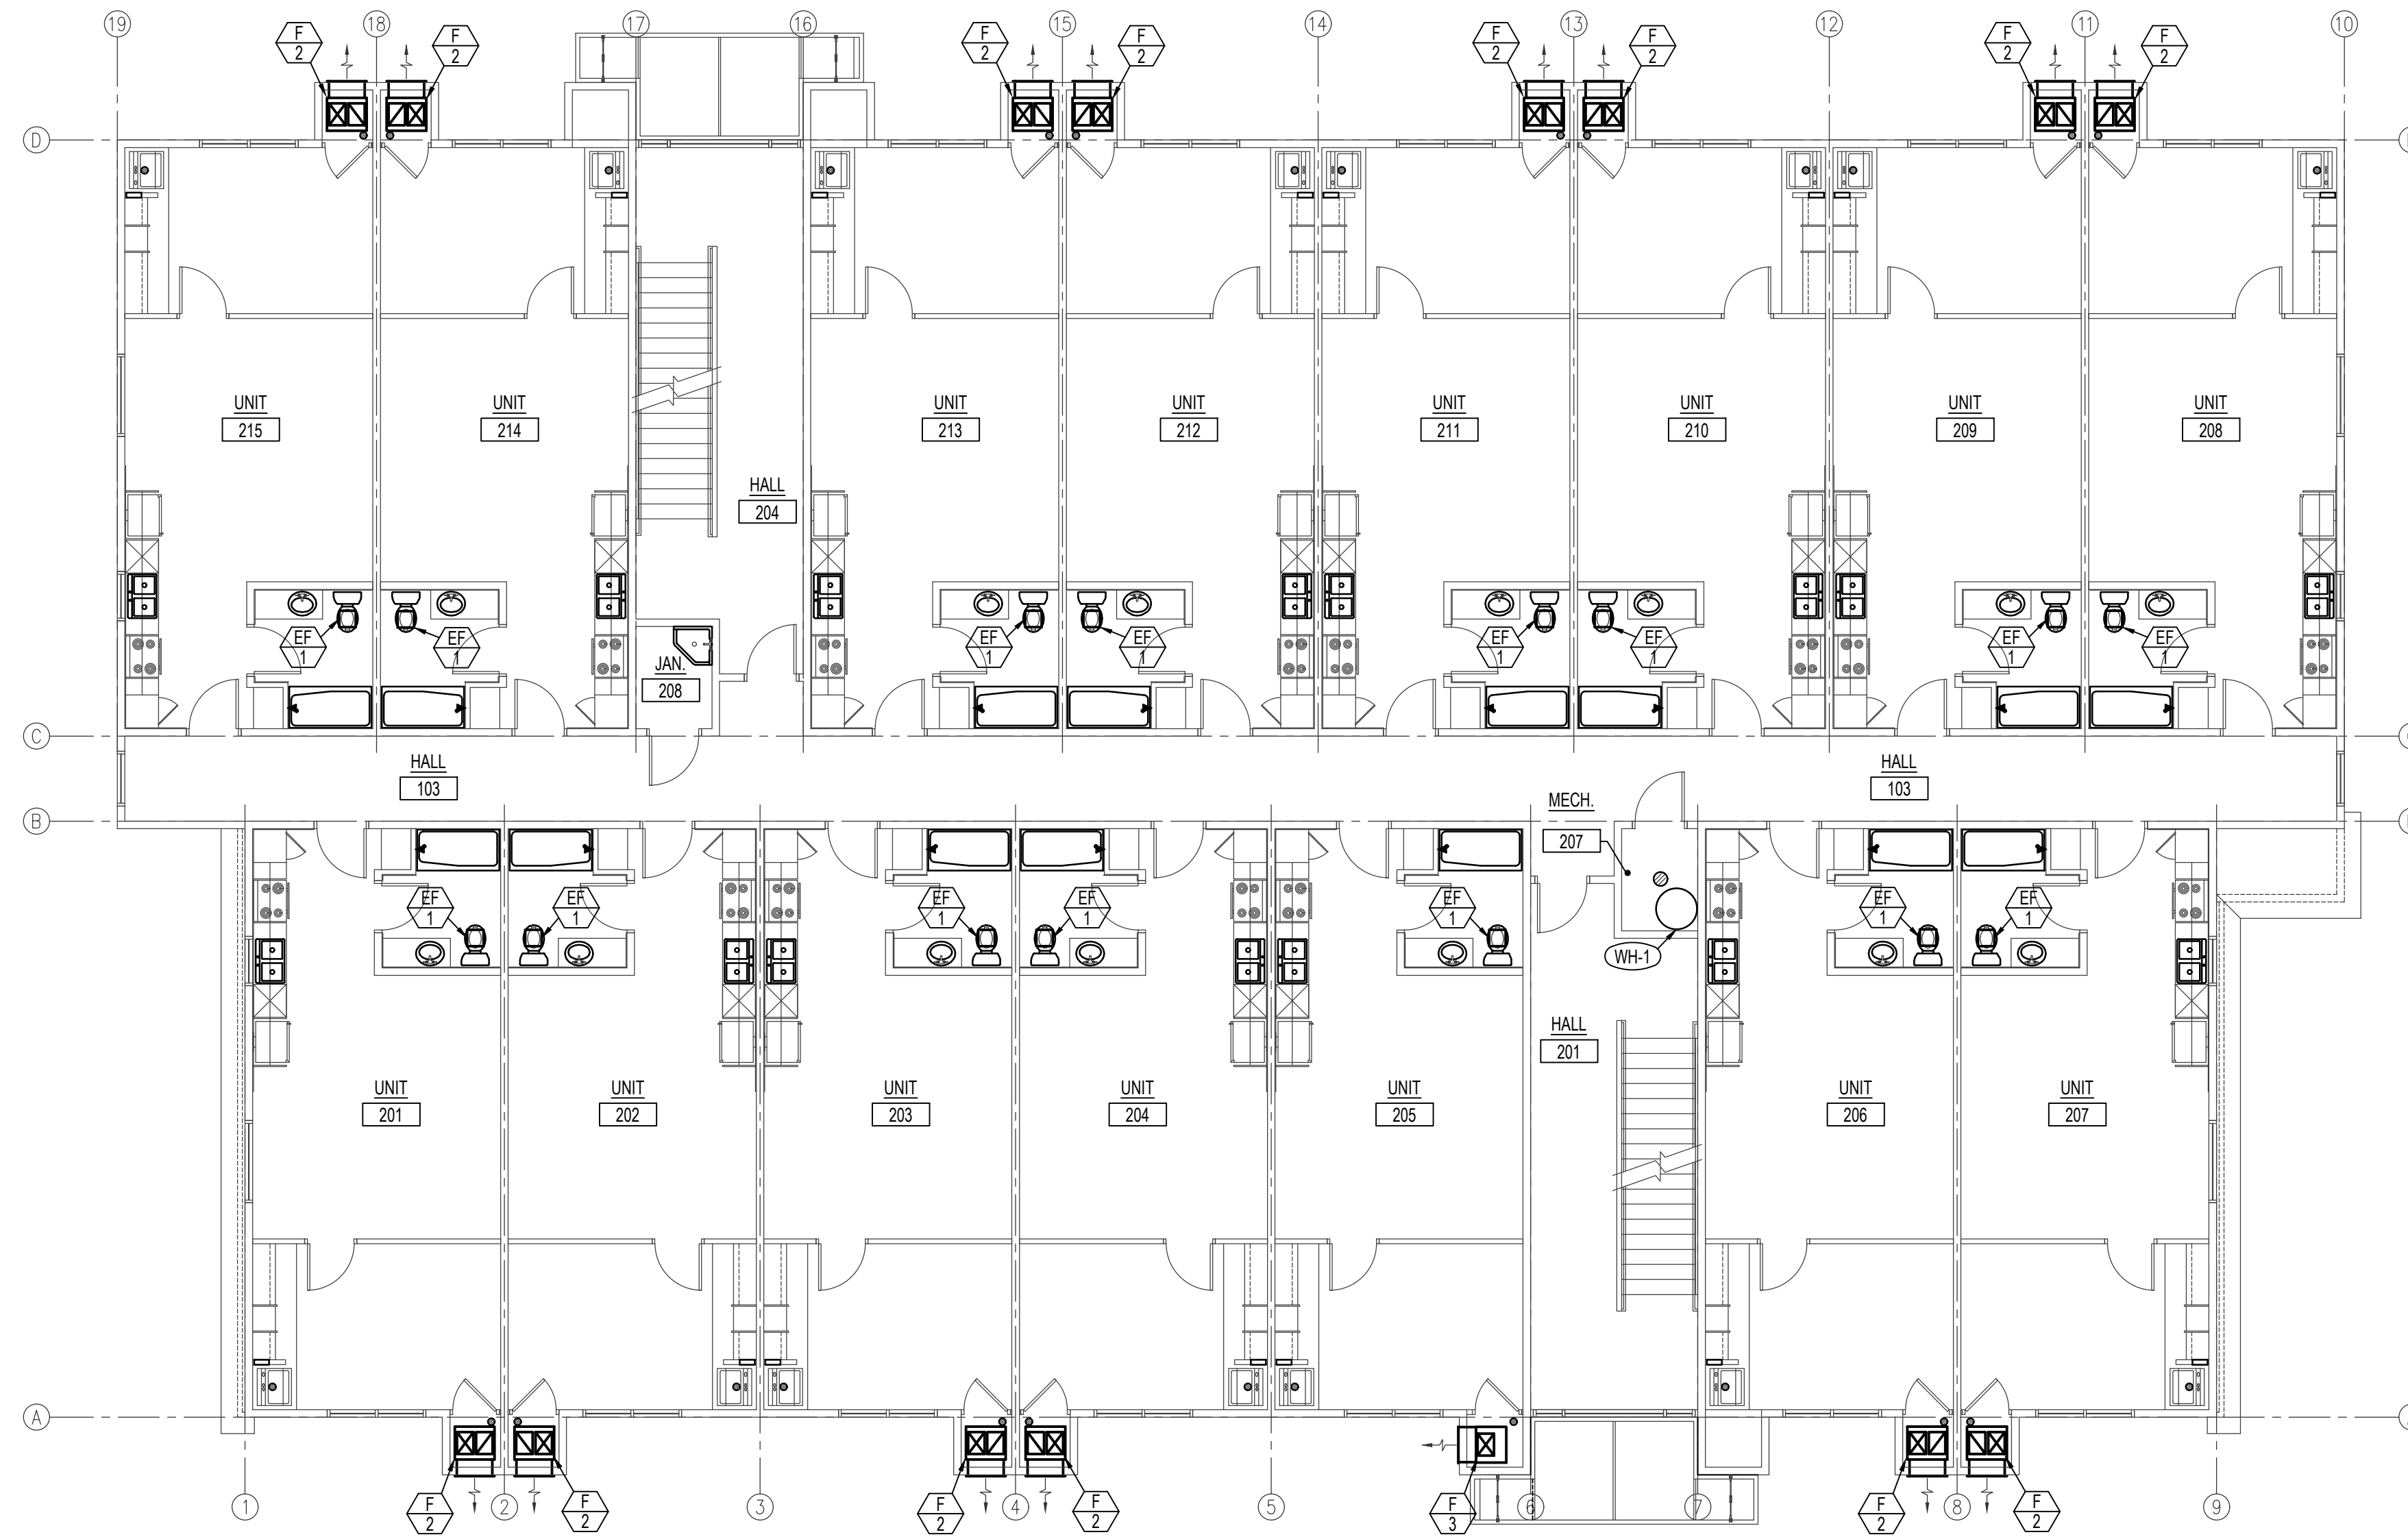 19
18
17
16
15
14
13
12
11
10
F
2
F
2
F
2
F
2
F
2
F
2
F
2
F
2
D
UNIT
215
UNIT
214
UNIT
213
UNIT
212
UNIT
211
UNIT
210
UNIT
209
UNIT
208
HALL
204
EF
1
EF
1
EF
1
EF
1
EF
1
EF
1
EF
1
EF
1
JAN.
208
C
HALL
103
HALL
103
MECH.
207
B
EF
1
EF
1
EF
1
EF
1
EF
1
EF
1
EF
1
WH-1
HALL
201
UNIT
201
UNIT
202
UNIT
203
UNIT
204
UNIT
205
UNIT
206
UNIT
207
A
F
2
F
2
F
2
F
2
F
3
F
2
F
2
1
2
3
4
5
6
7
8
9